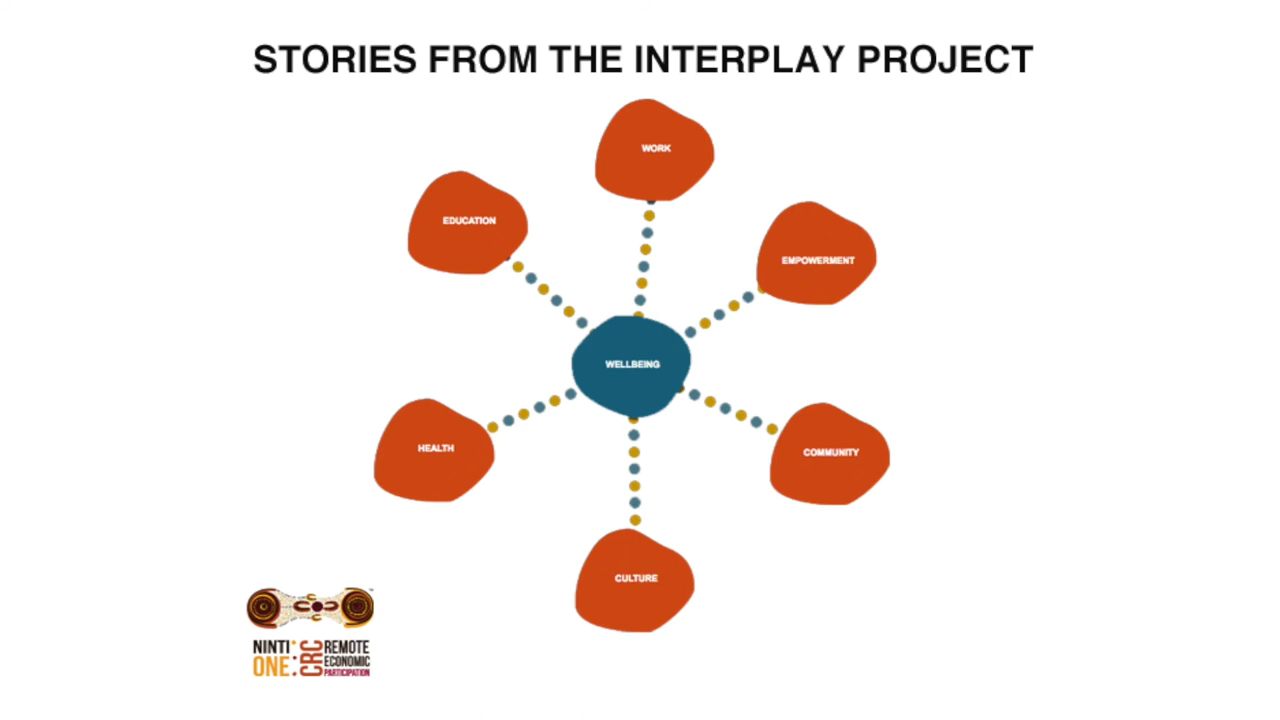 STORIES FROM THE INTERPLAY PROJECT
WORK
EDUCATION
EMPOWERMENT
WELLBEING
HEALTH
COMMUNITY
CULTURE
NINTI
ONE
CRC
REMOTE
ECONOMIC
PARTICIPATION